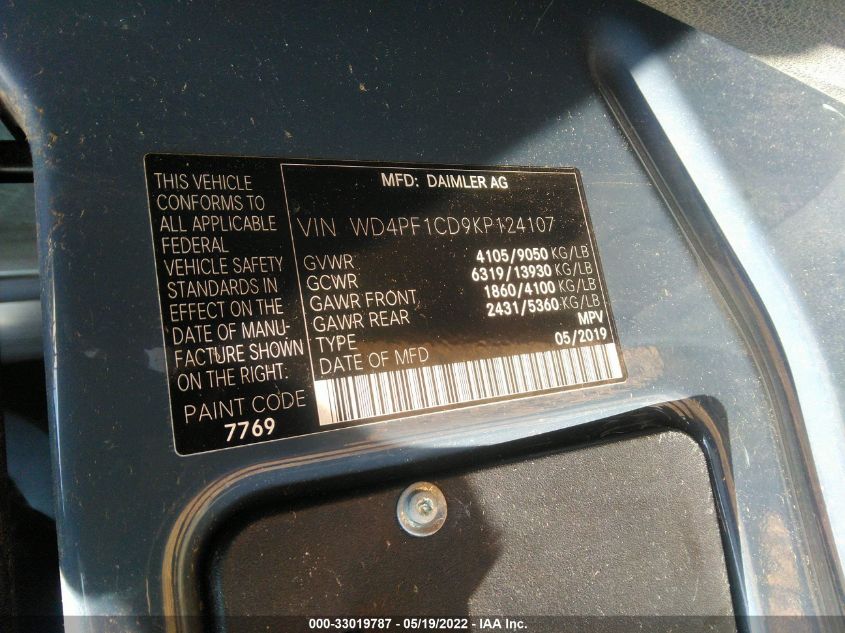 THIS VEHICLE
CONFORMS TO
ALL APPLICABLE
FEDERAL
VEHICLE SAFETY
STANDARDS IN
EFFECT ON THE
DATE OF MANU-
FACTURE SHOWN
ON THE RIGHT:
PAINT CODE
7769
MFD: DAIMLER AG
VIN WD4PF1CD9KP124107
GVWR 4105/9050 KG/LB
GCWR 6319/13930 KG/LB
GAWR FRONT 1860/4100 KG/LB
GAWR REAR 2431/5360 KG/LB
TYPE MPV
DATE OF MFD 05/2019
000-33019787 - 05/19/2022 - IAA Inc.